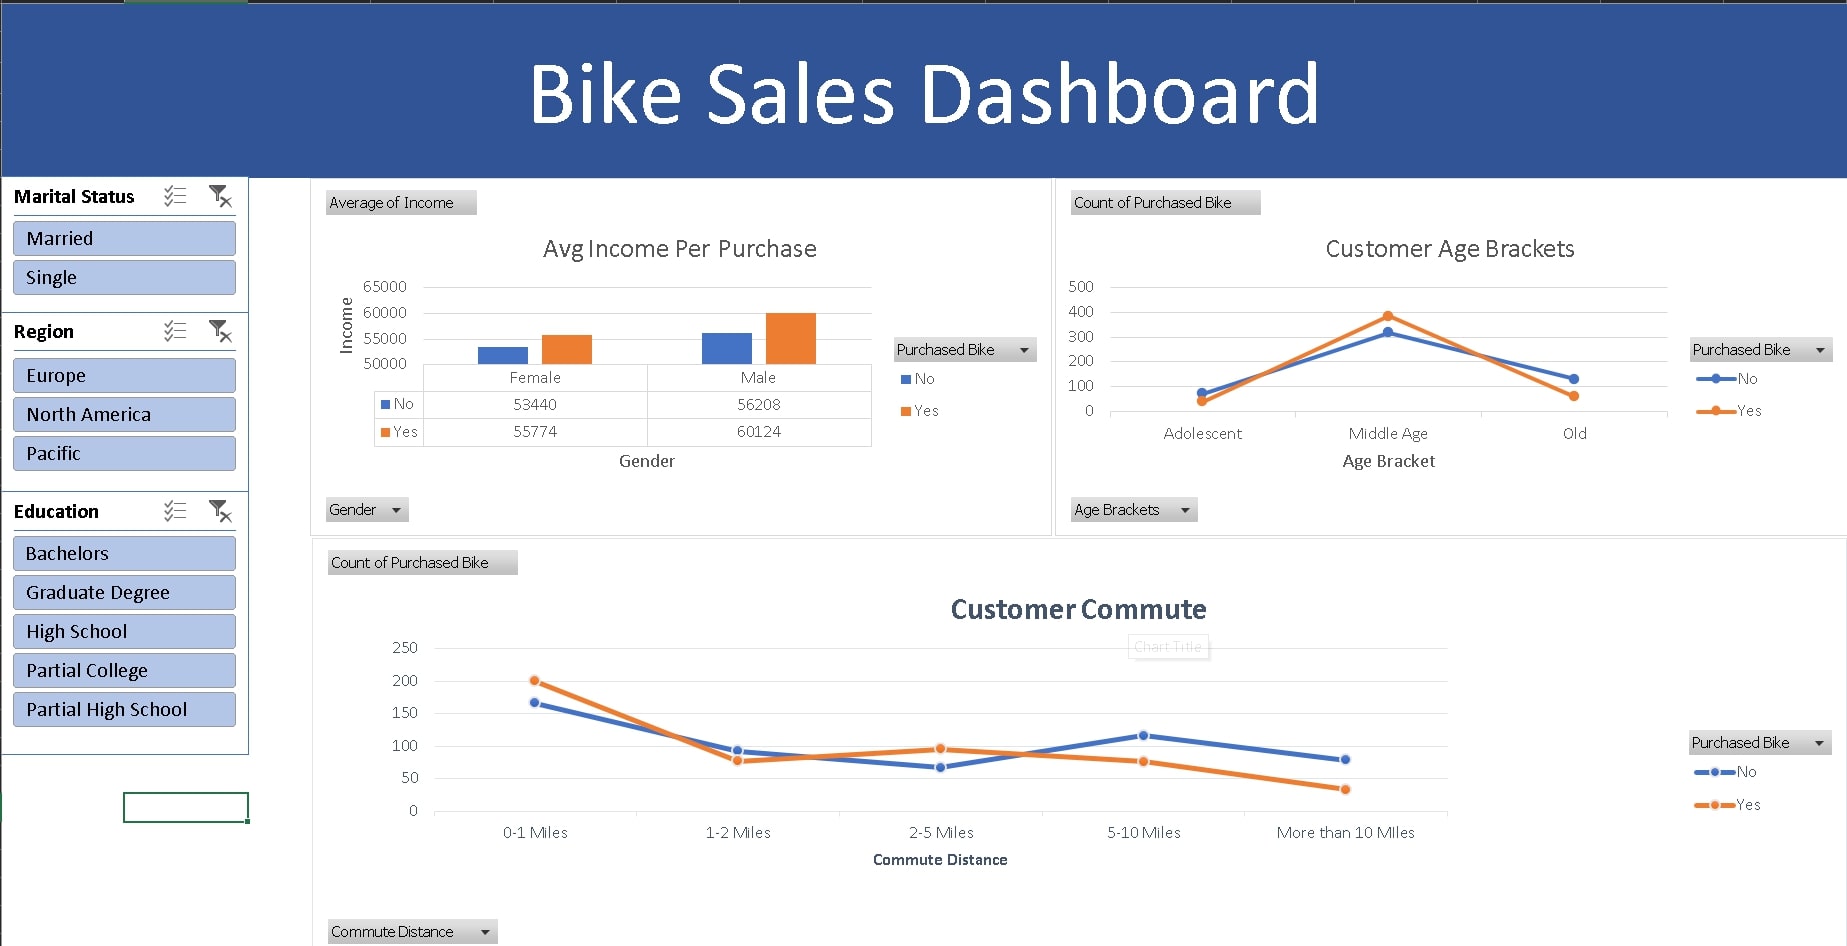 Bike Sales Dashboard
Marital Status
Married
Single
Region
Europe
North America
Pacific
Education
Bachelors
Graduate Degree
High School
Partial College
Partial High School
Average of Income
Avg Income Per Purchase
Income
65000
60000
55000
50000
Female Male
No 53440 56208
Yes 55774 60124
Gender
Purchased Bike
No
Yes
Gender
Count of Purchased Bike
Customer Age Brackets
500
400
300
200
100
0
Adolescent Middle Age Old
Age Bracket
Purchased Bike
No
Yes
Age Brackets
Count of Purchased Bike
Customer Commute
Chart Title
250
200
150
100
50
0
0-1 Miles 1-2 Miles 2-5 Miles 5-10 Miles More than 10 MIles
Commute Distance
Purchased Bike
No
Yes
Commute Distance